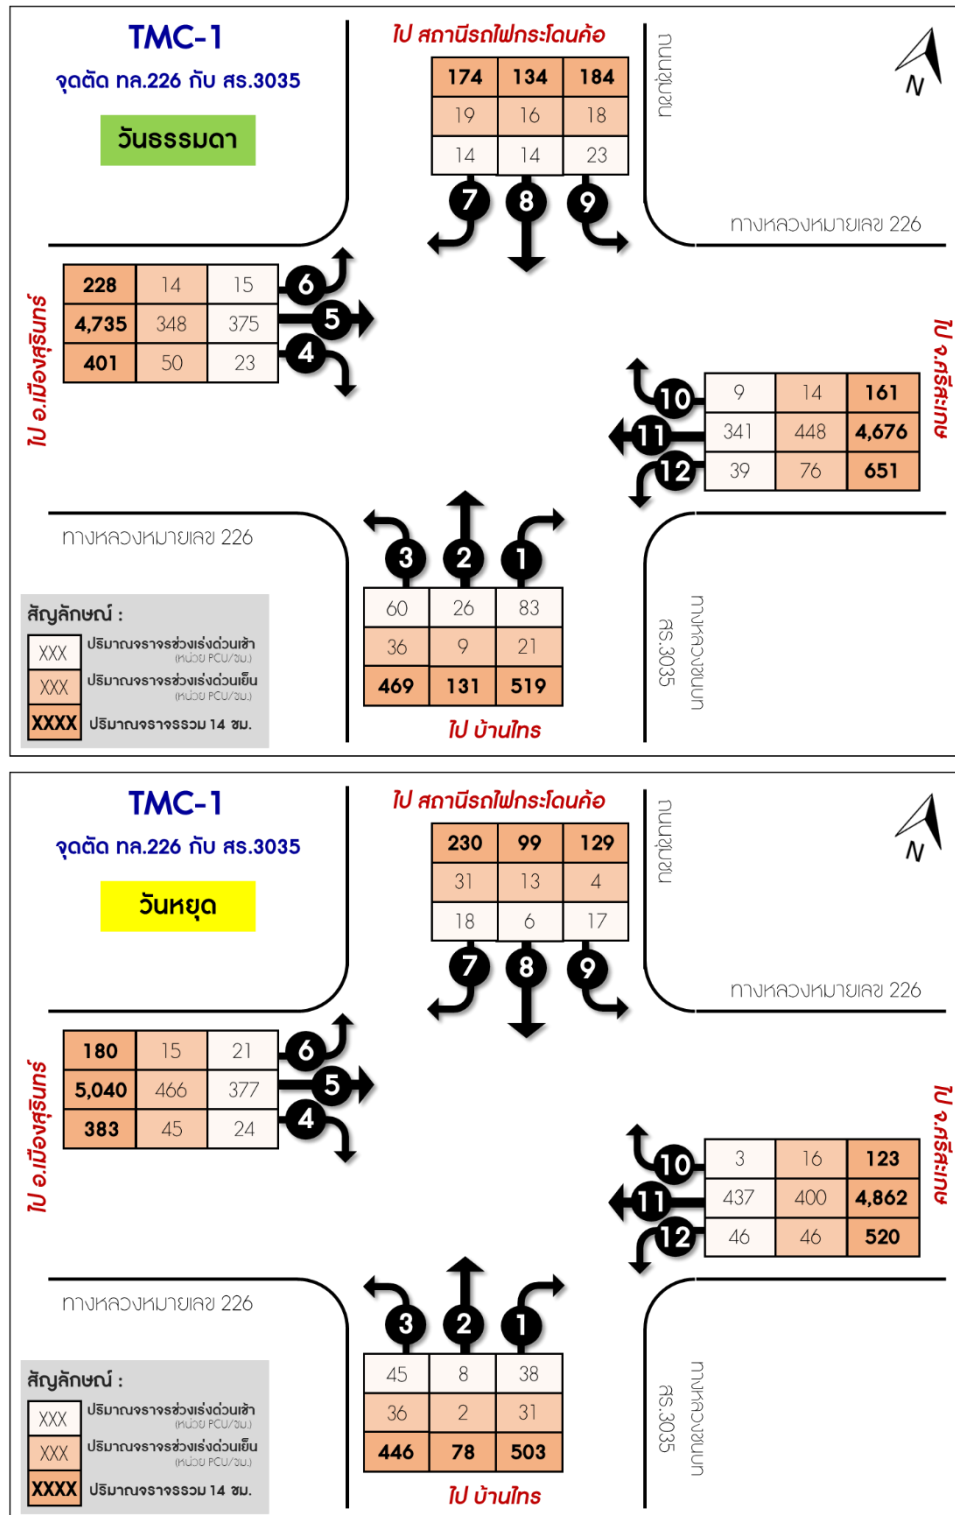 TMC-1
จุดตัด ทล.226 กับ สร.3035
วันธรรมดา
ไป สถานีรถไฟกระโดนค้อ
174 134 184
19 16 18
14 14 23
7 8 9
ถนนชุมชน
N
ทางหลวงหมายเลข 226
ไป อ.เมืองสุรินทร์
228 14 15 6
4,735 348 375 5
401 50 23 4
10 9 14 161
11 341 448 4,676
12 39 76 651
ไป จ.ศรีสะเกษ
ทางหลวงหมายเลข 226
3 2 1
60 26 83
36 9 21
469 131 519
ไป บ้านไทร
ทางหลวงชนบท
สร.3035
สัญลักษณ์ :
XXX ปริมาณจราจรช่วงเร่งด่วนเช้า
(หน่วย PCU/ชม.)
XXX ปริมาณจราจรช่วงเร่งด่วนเย็น
(หน่วย PCU/ชม.)
XXXX ปริมาณจราจรรวม 14 ชม.
TMC-1
จุดตัด ทล.226 กับ สร.3035
วันหยุด
ไป สถานีรถไฟกระโดนค้อ
230 99 129
31 13 4
18 6 17
7 8 9
ถนนชุมชน
N
ทางหลวงหมายเลข 226
ไป อ.เมืองสุรินทร์
180 15 21 6
5,040 466 377 5
383 45 24 4
10 3 16 123
11 437 400 4,862
12 46 46 520
ไป จ.ศรีสะเกษ
ทางหลวงหมายเลข 226
3 2 1
45 8 38
36 2 31
446 78 503
ไป บ้านไทร
ทางหลวงชนบท
สร.3035
สัญลักษณ์ :
XXX ปริมาณจราจรช่วงเร่งด่วนเช้า
(หน่วย PCU/ชม.)
XXX ปริมาณจราจรช่วงเร่งด่วนเย็น
(หน่วย PCU/ชม.)
XXXX ปริมาณจราจรรวม 14 ชม.